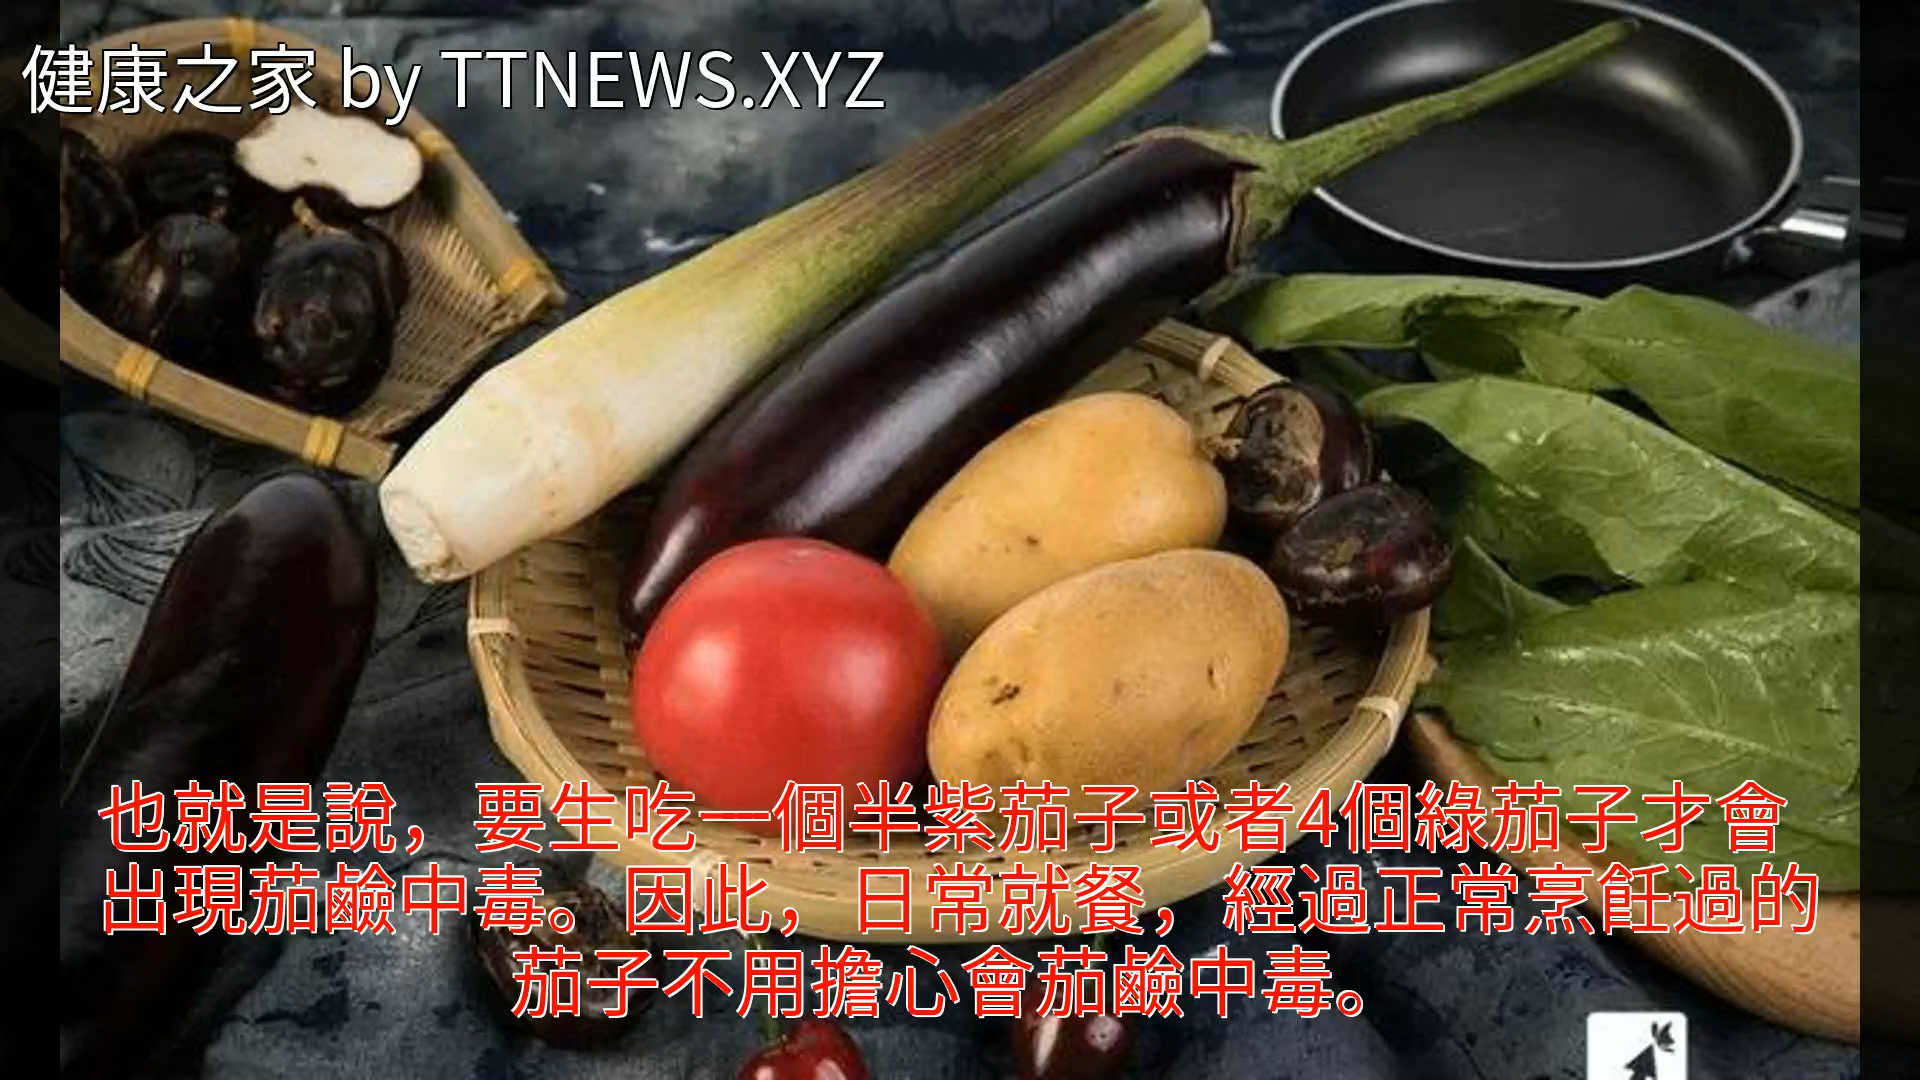 健康之家 by TTNEWS.XYZ
也就是說，要生吃一個半紫茄子或者4個綠茄子才會
出現茄鹼中毒。因此，日常就餐，經過正常烹飪過的
茄子不用擔心會茄鹼中毒。